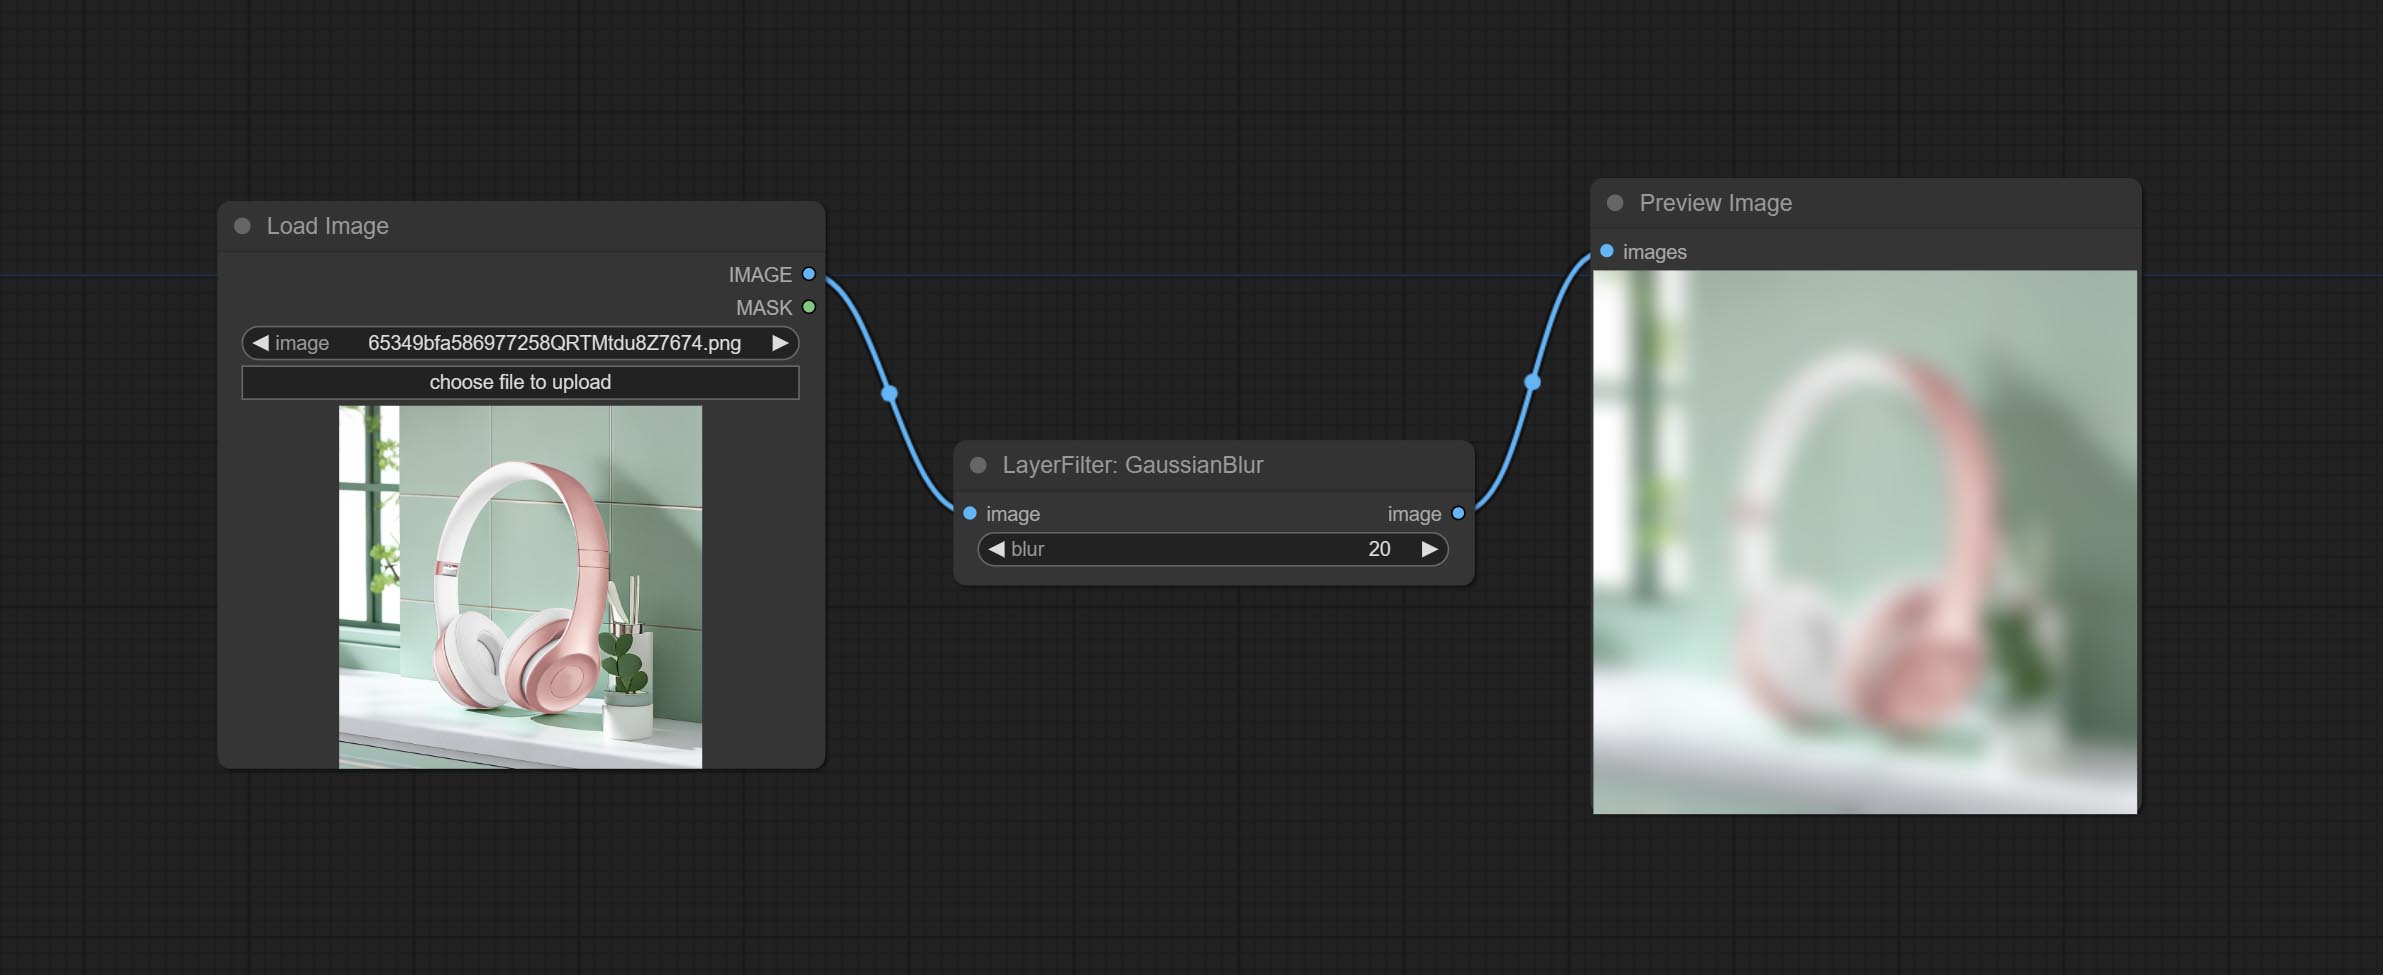 Load Image
IMAGE
MASK
image 65349bfa586977258QRTMtdu8Z7674.png
choose file to upload
LayerFilter: GaussianBlur
image image
blur 20
Preview Image
images